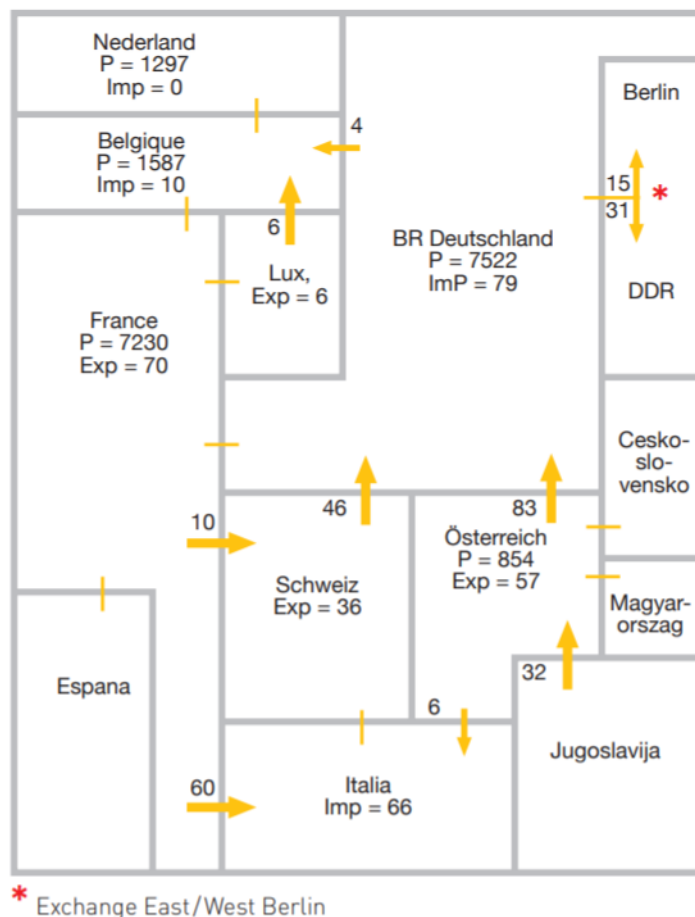 Nederland
P = 1297
Imp = 0
Berlin
4
Belgique
P = 1587
Imp = 10
15
*
31
6
BR Deutschland
P = 7522
ImP = 79
Lux,
Exp = 6
DDR
France
P = 7230
Exp = 70
Cesko-
slo-
vensko
46
83
10
Österreich
P = 854
Exp = 57
Schweiz
Exp = 36
Magyar-
orszag
Espana
32
6
Jugoslavija
60
Italia
Imp = 66
* Exchange East/West Berlin